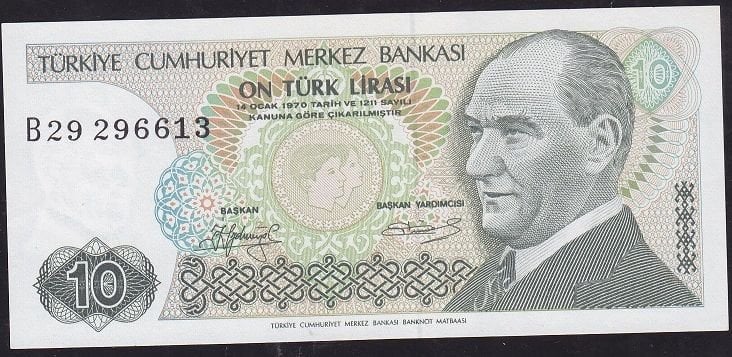 TÜRKİYE CUMHURİYET MERKEZ BANKASI
ON TÜRK LİRASI
14 OCAK 1970 TARİH VE 1211 SAYILI
KANUNA GÖRE ÇIKARILMIŞTIR
10
B29 296613
BAŞKAN
BAŞKAN YARDIMCISI
10
TÜRKİYE CUMHURİYET MERKEZ BANKASI BANKNOT MATBAASI